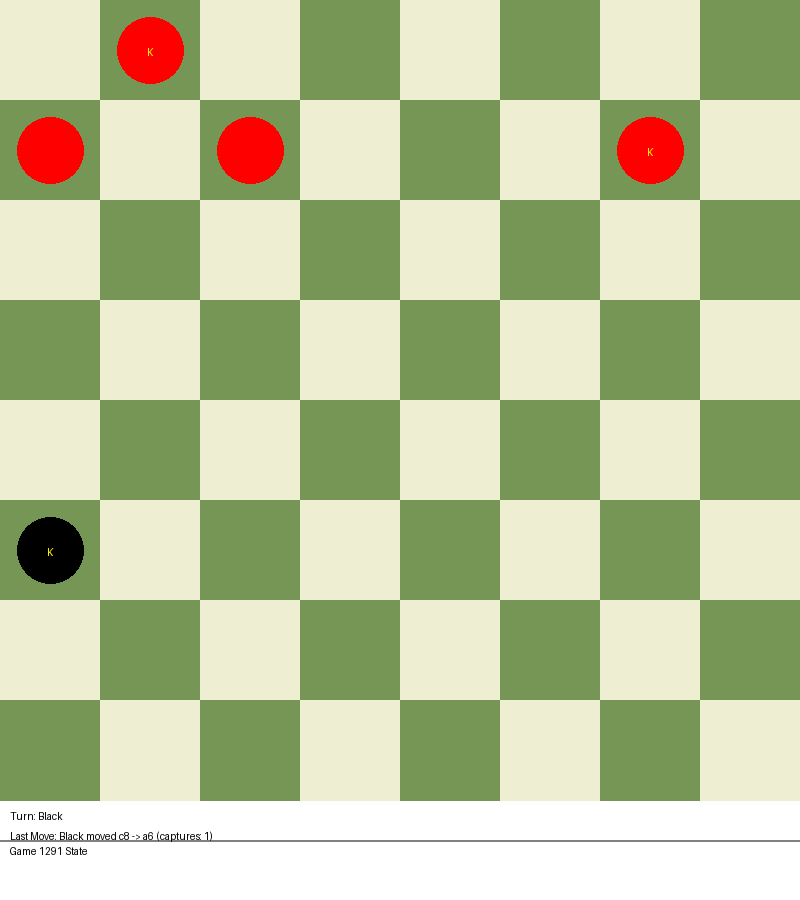 K
K
K
Turn: Black
Last Move: Black moved c8 -> a6 (captures: 1)
Game 1291 State